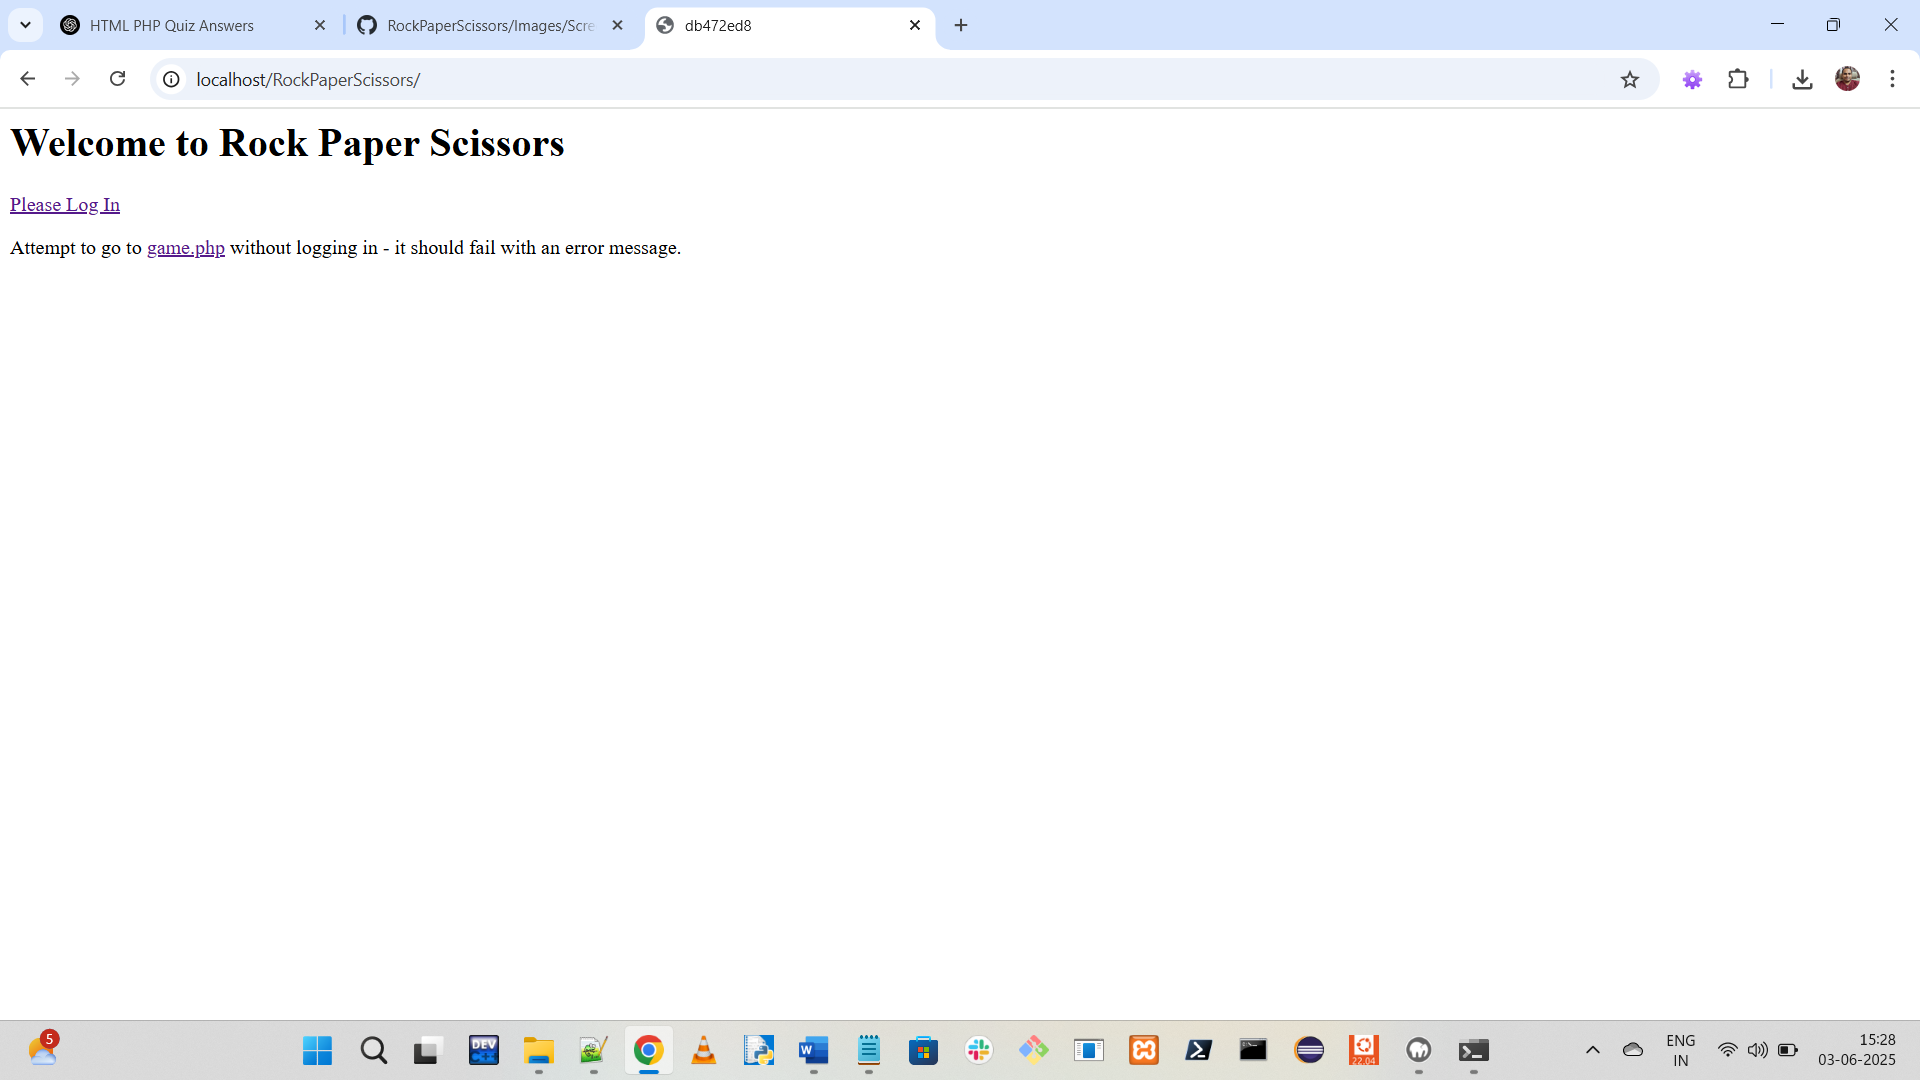 HTML PHP Quiz Answers
RockPaperScissors/Images/Scre
db472ed8
localhost/RockPaperScissors/
Welcome to Rock Paper Scissors
Please Log In
Attempt to go to game.php without logging in - it should fail with an error message.
5
DEV
C++
W
22.04
ENG
IN
15:28
03-06-2025